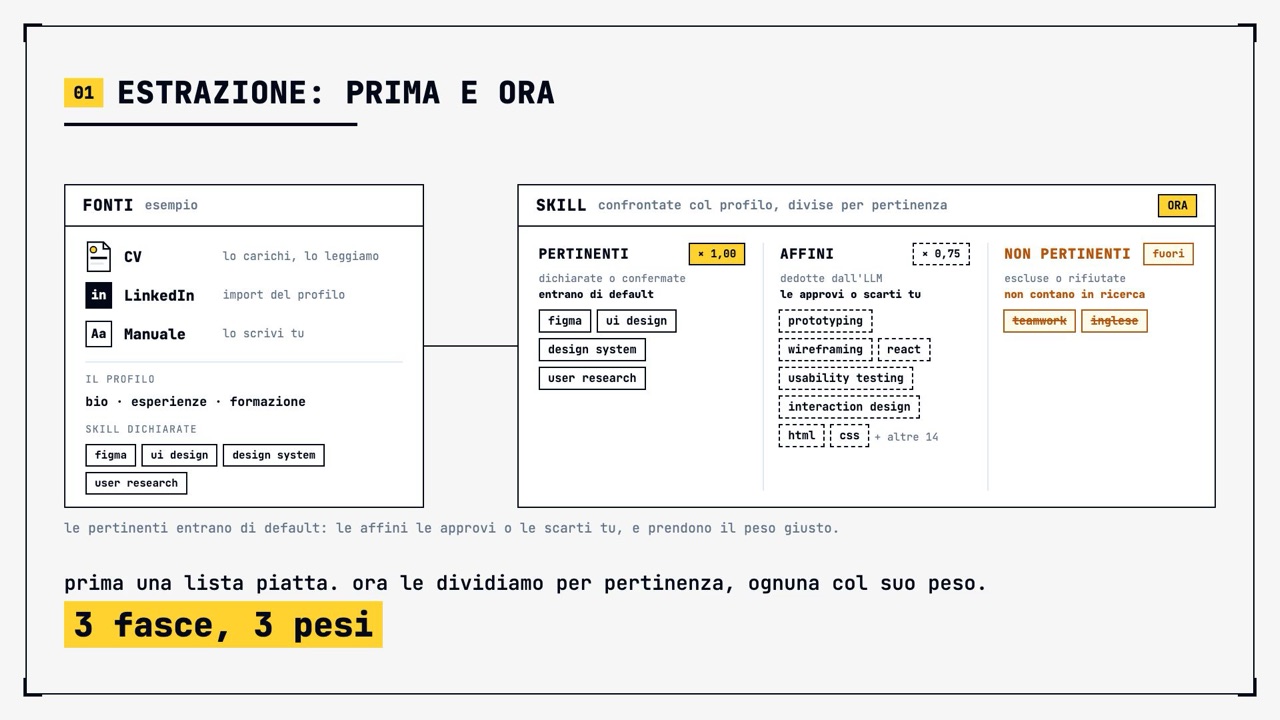 01 ESTRAZIONE: PRIMA E ORA
FONTI esempio
CV lo carichi, lo leggiamo
in LinkedIn import del profilo
Aa Manuale lo scrivi tu
IL PROFILO
bio · esperienze · formazione
SKILL DICHIARATE
figma ui design design system
user research
SKILL confrontate col profilo, divise per pertinenza ORA
PERTINENTI × 1,00
dichiarate o confermate
entrano di default
figma ui design
design system
user research
AFFINI × 0,75
dedotte dall'LLM
le approvi o scarti tu
prototyping
wireframing react
usability testing
interaction design
html css + altre 14
NON PERTINENTI fuori
escluse o rifiutate
non contano in ricerca
teamwork inglese
le pertinenti entrano di default: le affini le approvi o le scarti tu, e prendono il peso giusto.
prima una lista piatta. ora le dividiamo per pertinenza, ognuna col suo peso.
3 fasce, 3 pesi